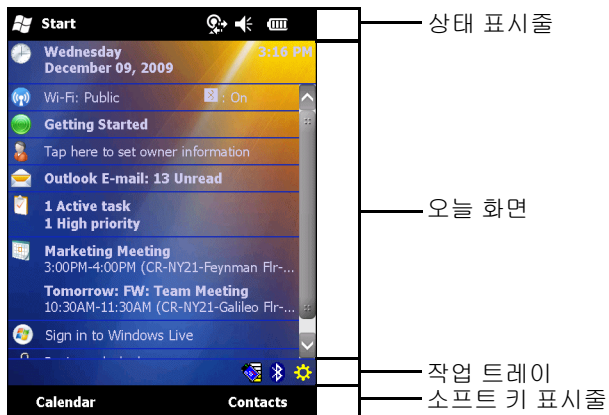 Start
상태 표시줄
Wednesday 3:16 PM
December 09, 2009
Wi-Fi: Public : On
Getting Started
Tap here to set owner information
Outlook E-mail: 13 Unread
1 Active task
1 High priority
오늘 화면
Marketing Meeting
3:00PM-4:00PM (CR-NY21-Feynman Flr-...
Tomorrow: FW: Team Meeting
10:30AM-11:30AM (CR-NY21-Galileo Flr-...
Sign in to Windows Live
작업 트레이
Calendar Contacts
소프트 키 표시줄